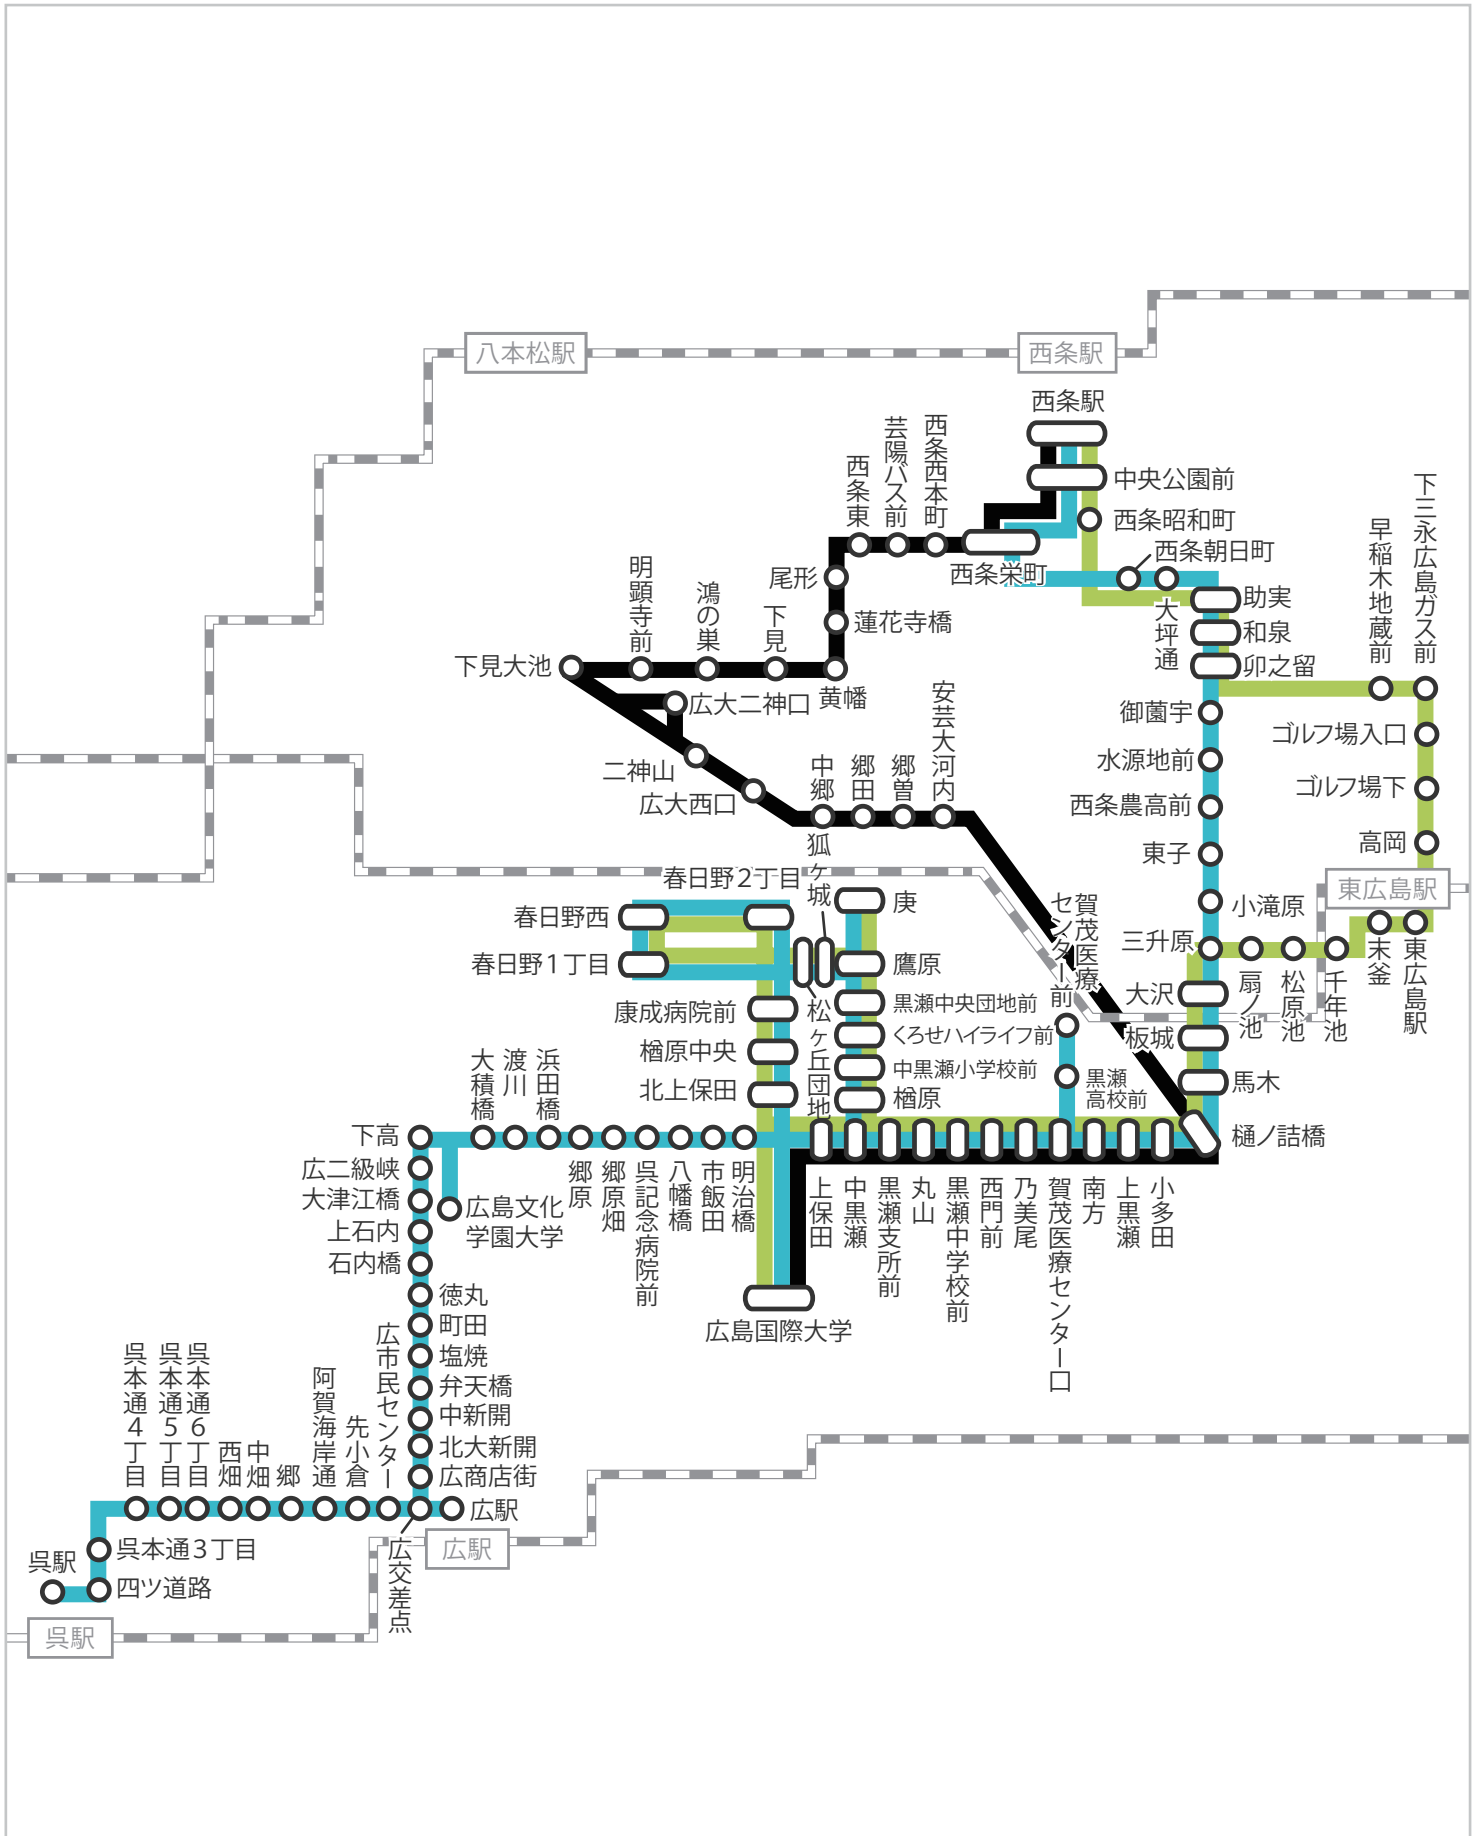 八本松駅
西条駅
西条駅
中央公園前
西条昭和町
西条朝日町
西条栄町
西条西本町
芸陽バス前
西条東
尾形
蓮花寺橋
黄幡
下見
鴻の巣
明顕寺前
下見大池
広大二神口
二神山
広大西口
中郷
郷田
郷曽
安芸大河内
大坪通
助実
和泉
卯之留
御薗宇
水源地前
西条農高前
東子
小滝原
三升原
早稲木地蔵前
下三永広島ガス前
ゴルフ場入口
ゴルフ場下
高岡
東広島駅
東広島駅
末釜
千年池
松原池
扇ノ池
大沢
板城
馬木
樋ノ詰橋
賀茂医療
センター前
黒瀬
高校前
春日野2丁目
春日野西
春日野1丁目
狐ヶ城
松ヶ丘団地
庚
鷹原
黒瀬中央団地前
くろせハイライフ前
中黒瀬小学校前
楢原
康成病院前
楢原中央
北上保田
小多田
上黒瀬
南方
賀茂医療センター口
乃美尾
西門前
黒瀬中学校前
丸山
黒瀬支所前
中黒瀬
上保田
広島国際大学
明治橋
市飯田
八幡橋
呉記念病院前
郷原畑
郷原
浜田橋
渡川
大積橋
広島文化
学園大学
下高
広二級峡
大津江橋
上石内
石内橋
徳丸
町田
塩焼
弁天橋
中新開
北大新開
広商店街
広駅
広交差点
広市民センター
先小倉
阿賀海岸通
郷
中畑
西畑
呉本通6丁目
呉本通5丁目
呉本通4丁目
呉本通3丁目
四ツ道路
呉駅
広駅
呉駅